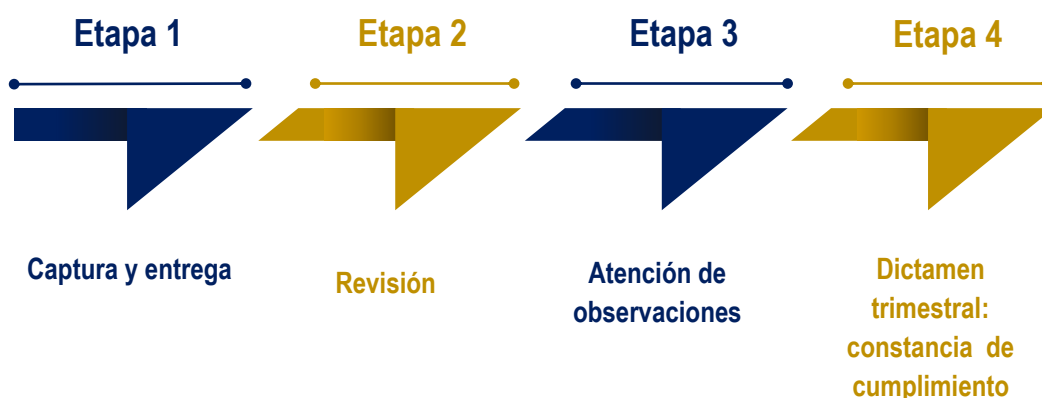 Etapa 1
Etapa 2
Etapa 3
Etapa 4
Captura y entrega
Revisión
Atención de
observaciones
Dictamen
trimestral:
constancia de
cumplimiento